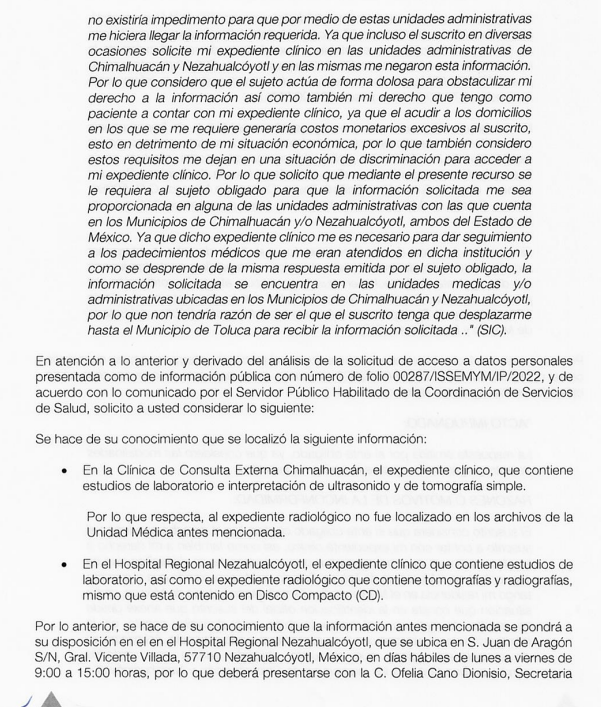 no existiría impedimento para que por medio de estas unidades administrativas
me hiciera llegar la información requerida. Ya que incluso el suscrito en diversas
ocasiones solicite mi expediente clínico en las unidades administrativas de
Chimalhuacán y Nezahualcóyotl y en las mismas me negaron esta información.
Por lo que considero que el sujeto actúa de forma dolosa para obstaculizar mi
derecho a la información así como también mi derecho que tengo como
paciente a contar con mi expediente clínico, ya que el acudir a los domicilios
en los que se me requiere generaría costos monetarios excesivos al suscrito,
esto en detrimento de mi situación económica, por lo que también considero
estos requisitos me dejan en una situación de discriminación para acceder a
mi expediente clínico. Por lo que solicito que mediante el presente recurso se
le requiera al sujeto obligado para que la información solicitada me sea
proporcionada en alguna de las unidades administrativas con las que cuenta
en los Municipios de Chimalhuacán y/o Nezahualcóyotl, ambos del Estado de
México. Ya que dicho expediente clínico me es necesario para dar seguimiento
a los padecimientos médicos que me eran atendidos en dicha institución y
como se desprende de la misma respuesta emitida por el sujeto obligado, la
información solicitada se encuentra en las unidades medicas y/o
administrativas ubicadas en los Municipios de Chimalhuacán y Nezahualcóyotl,
por lo que non tendría razón de ser el que el suscrito tenga que desplazarme
hasta el Municipio de Toluca para recibir la información solicitada .." (SIC).
En atención a lo anterior y derivado del análisis de la solicitud de acceso a datos personales
presentada como de información pública con número de folio 00287/ISSEMYM/IP/2022, y de
acuerdo con lo comunicado por el Servidor Público Habilitado de la Coordinación de Servicios
de Salud, solicito a usted considerar lo siguiente:
Se hace de su conocimiento que se localizó la siguiente información:
• En la Clínica de Consulta Externa Chimalhuacán, el expediente clínico, que contiene
estudios de laboratorio e interpretación de ultrasonido y de tomografía simple.
Por lo que respecta, al expediente radiológico no fue localizado en los archivos de la
Unidad Médica antes mencionada.
• En el Hospital Regional Nezahualcóyotl, el expediente clínico que contiene estudios de
laboratorio, así como el expediente radiológico que contiene tomografías y radiografías,
mismo que está contenido en Disco Compacto (CD).
Por lo anterior, se hace de su conocimiento que la información antes mencionada se pondrá a
su disposición en el en el Hospital Regional Nezahualcóyotl, que se ubica en S. Juan de Aragón
S/N, Gral. Vicente Villada, 57710 Nezahualcóyotl, México, en días hábiles de lunes a viernes de
9:00 a 15:00 horas, por lo que deberá presentarse con la C. Ofelia Cano Dionisio, Secretaria